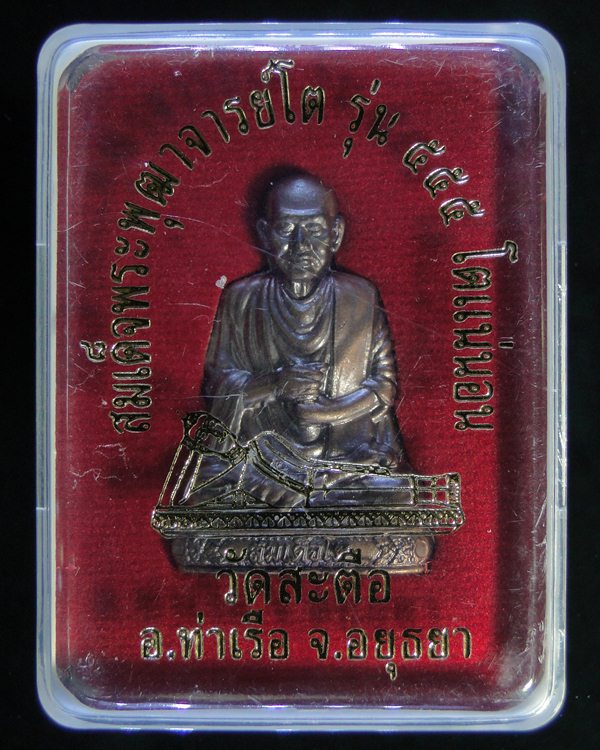 สมเด็จพระพุฒาจารย์โต รุ่น ๕๕๕ โตแน่นอน
วัดสะตือ
อ.ท่าเรือ จ.อยุธยา